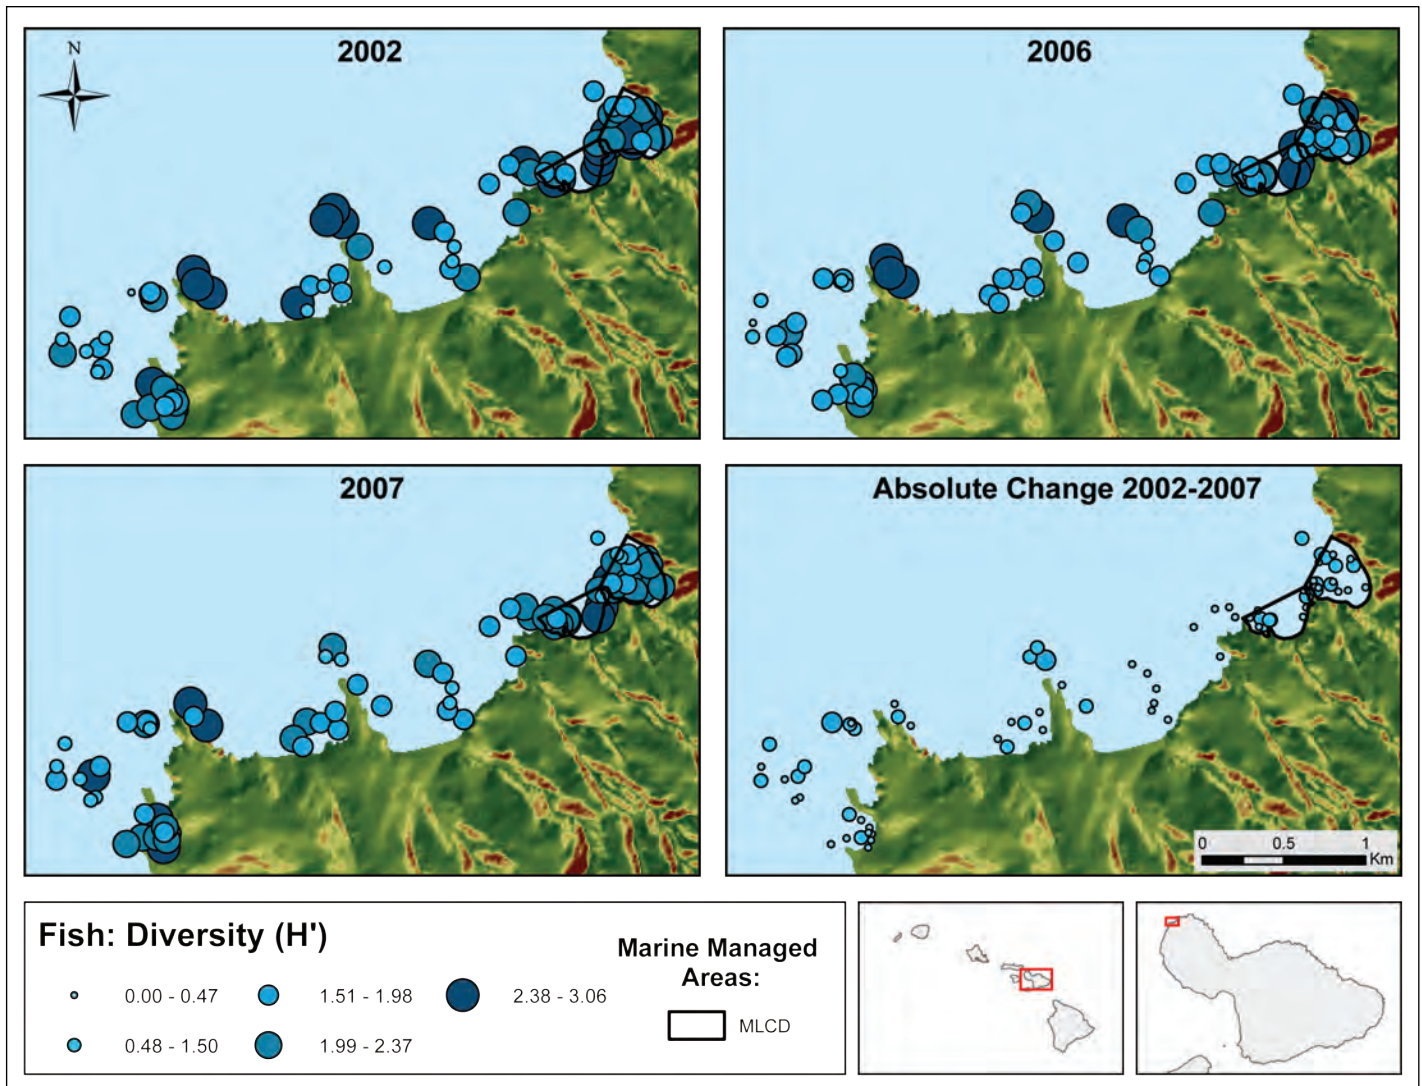 2002
N
2006
2007
Absolute Change 2002-2007
0 0.5 1
Km
Fish: Diversity (H')
0.00 - 0.47
1.51 - 1.98
2.38 - 3.06
0.48 - 1.50
1.99 - 2.37
Marine Managed
Areas:
MLCD